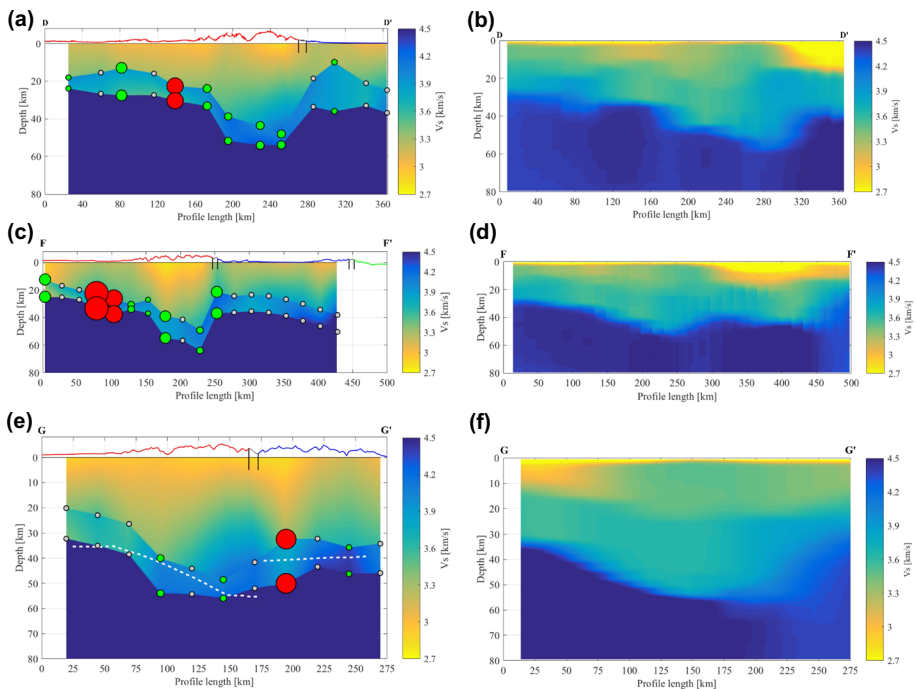 (a)
D D'
0
20
40
60
80
Depth [km]
0 40 80 120 160 200 240 280 320 360
Profile length [km]
4.5
4.2
3.9
3.6
3.3
3
2.7
Vs [km/s]
(b)
D D'
0
20
40
60
80
Depth [km]
0 40 80 120 160 200 240 280 320 360
Profile length [km]
4.5
4.2
3.9
3.6
3.3
3
2.7
Vs [km/s]
(c)
F F'
0
20
40
60
80
Depth [km]
0 50 100 150 200 250 300 350 400 450 500
Profile length [km]
4.5
4.2
3.9
3.6
3.3
3
2.7
Vs [km/s]
(d)
F F'
0
20
40
60
80
Depth [km]
0 50 100 150 200 250 300 350 400 450 500
Profile length [km]
4.5
4.2
3.9
3.6
3.3
3
2.7
Vs [km/s]
(e)
G G'
0
10
20
30
40
50
60
70
80
Depth [km]
0 25 50 75 100 125 150 175 200 225 250 275
Profile length [km]
4.5
4.2
3.9
3.6
3.3
3
2.7
Vs [km/s]
(f)
G G'
0
10
20
30
40
50
60
70
80
Depth [km]
0 25 50 75 100 125 150 175 200 225 250 275
Profile length [km]
4.5
4.2
3.9
3.6
3.3
3
2.7
Vs [km/s]